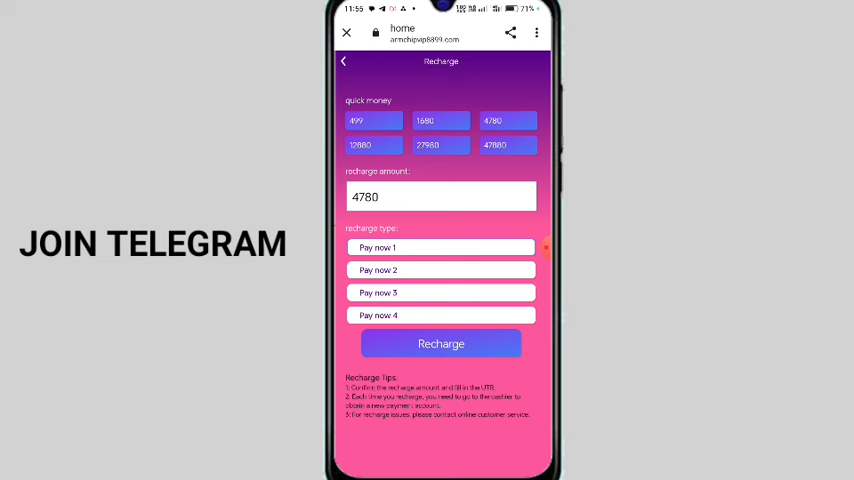 11:55
71%
home
armchipvip8899.com
Recharge
quick money
499 1680 4780
12880 27980 47880
recharge amount:
4780
recharge type:
Pay now 1
Pay now 2
Pay now 3
Pay now 4
Recharge
JOIN TELEGRAM
Recharge Tips:
1: Confirm the recharge amount and fill in the UTR.
2: Each time you recharge, you need to go to the cashier to
obtain a new payment account.
3: For recharge issues, please contact online customer service.